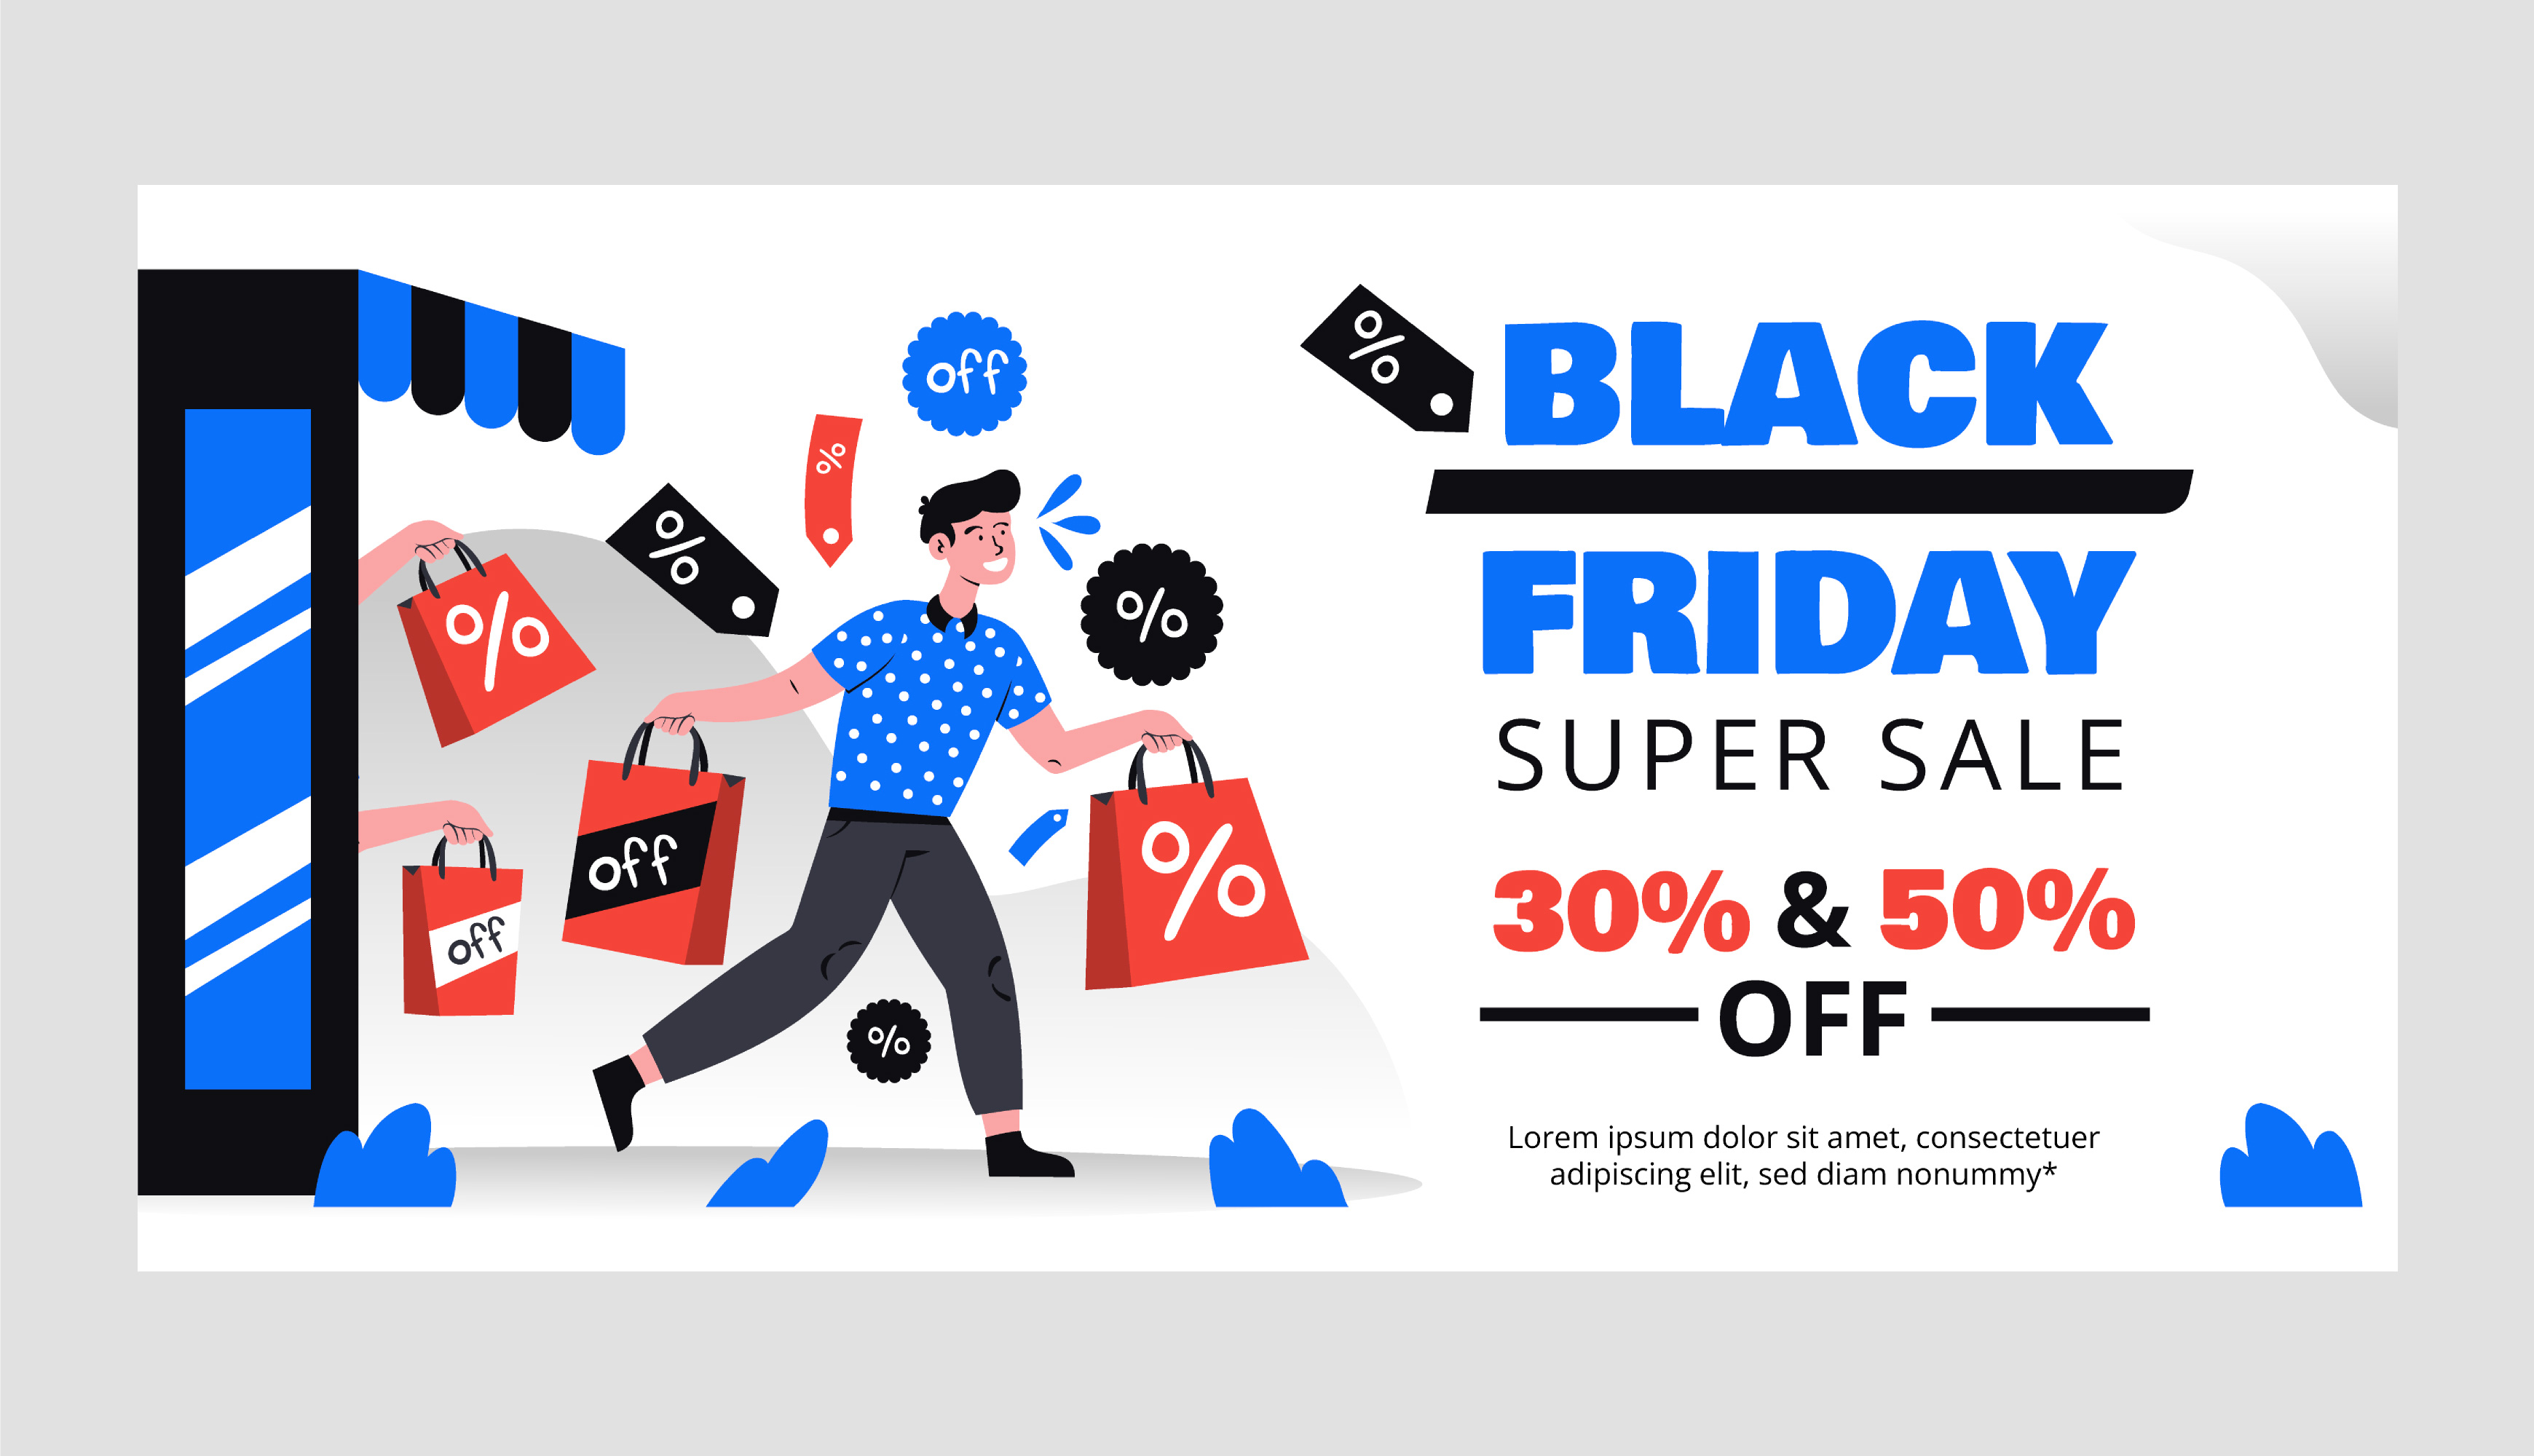 off
%
%
%
%
%
off
%
off
%
BLACK
FRIDAY
SUPER SALE
30% & 50%
OFF
Lorem ipsum dolor sit amet, consectetuer
adipiscing elit, sed diam nonummy*